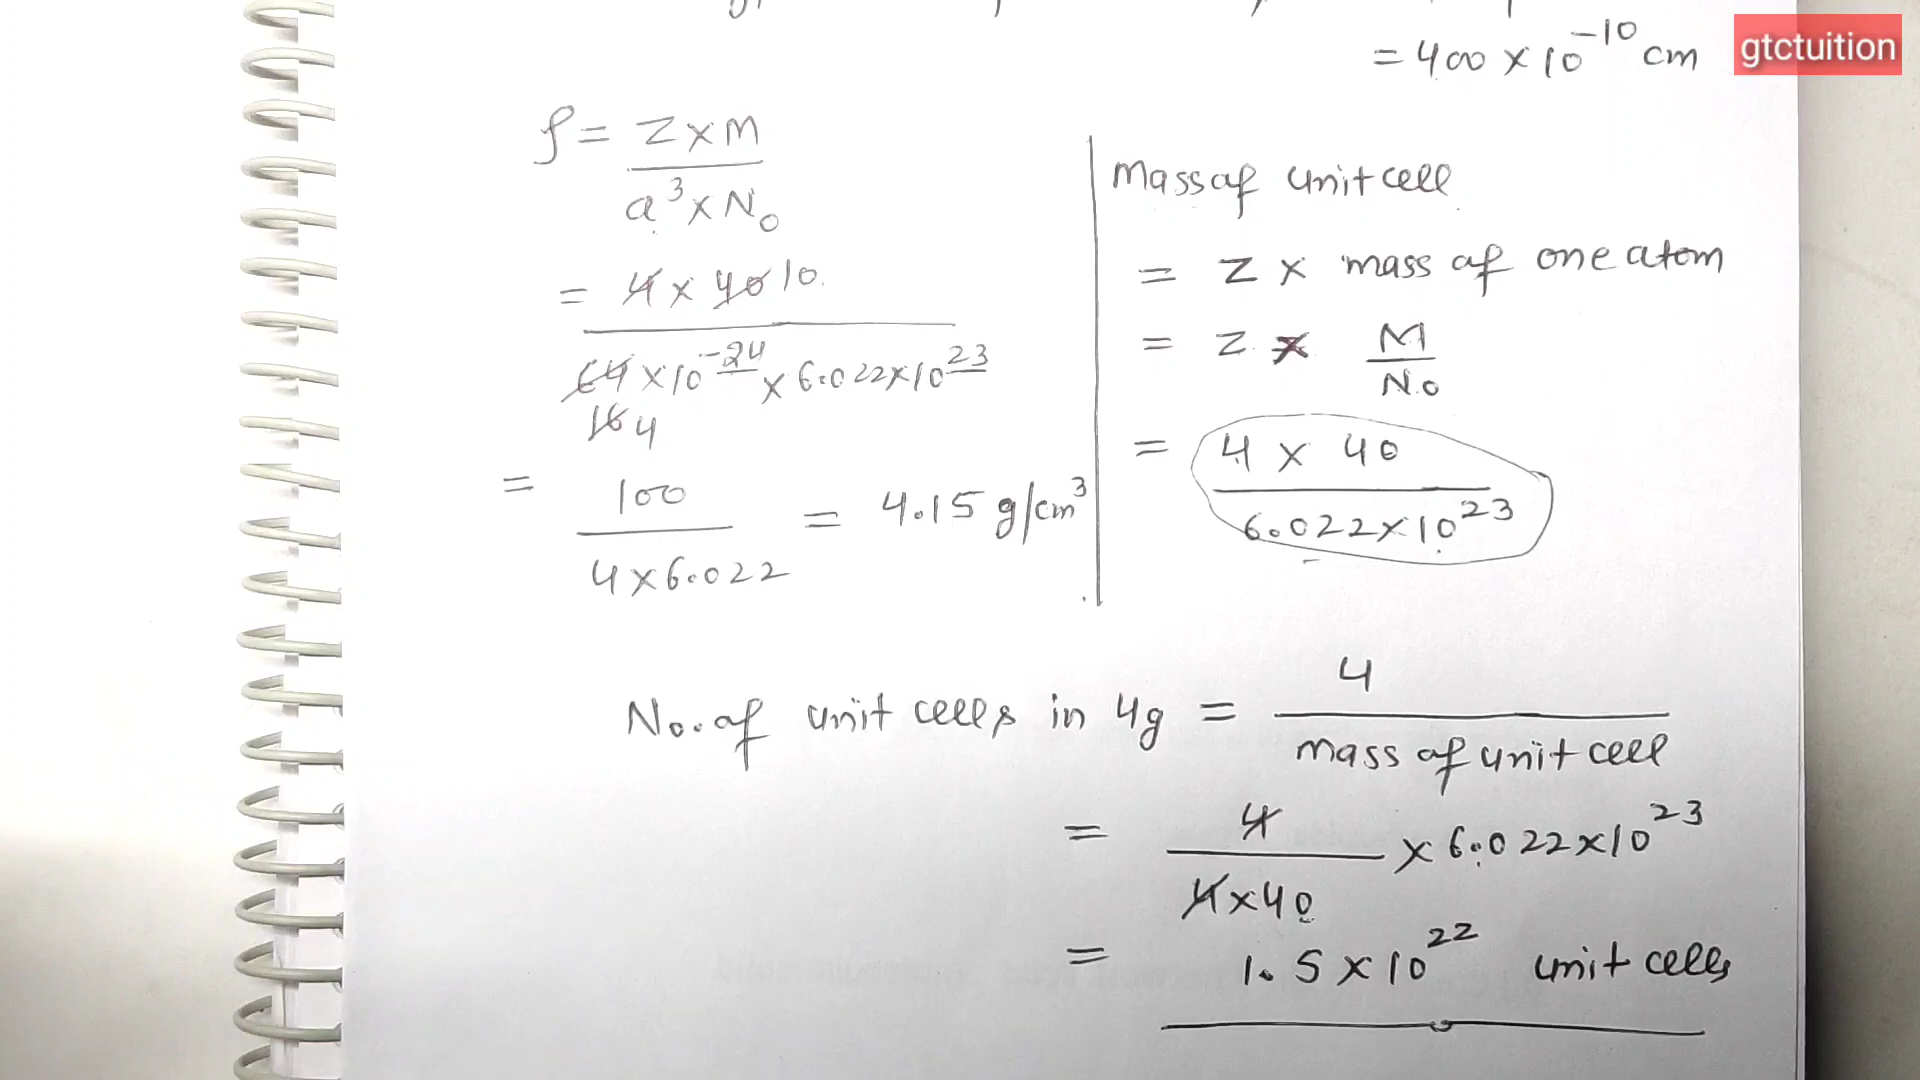 = 400 × 10⁻¹⁰ cm
gtctuition
ρ = Z × M
a³ × N₀
= 4 × 40 10
64 × 10⁻²⁴ × 6.022 × 10²³
16 4
= 100
4 × 6.022
= 4.15 g/cm³
Mass of unit cell
= Z × mass of one atom
= Z × M
N₀
= 4 × 40
6.022 × 10²³
No. of unit cells in 4g = 4
mass of unit cell
= 4 × 6.022 × 10²³
4 × 40
= 1.5 × 10²² unit cells